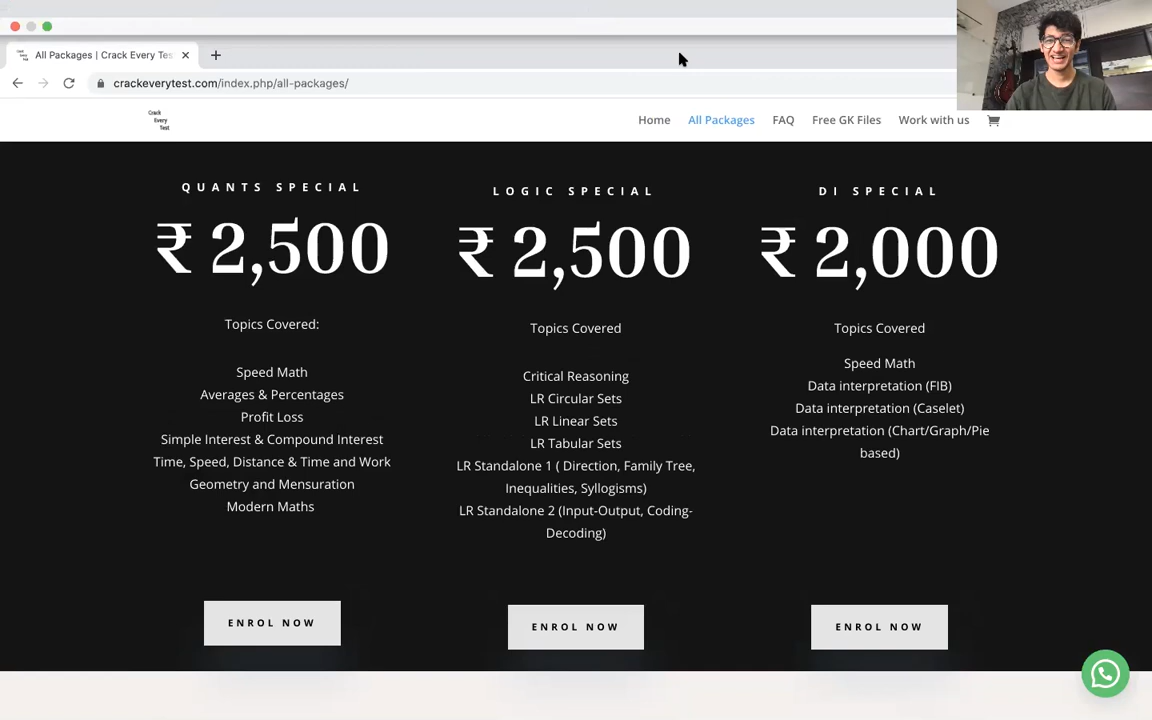 All Packages | Crack Every Tes
crackeverytest.com/index.php/all-packages/
Crack
Every
Test
Home
All Packages
FAQ
Free GK Files
Work with us
QUANTS SPECIAL
₹ 2,500
Topics Covered:
Speed Math
Averages & Percentages
Profit Loss
Simple Interest & Compound Interest
Time, Speed, Distance & Time and Work
Geometry and Mensuration
Modern Maths
ENROL NOW
LOGIC SPECIAL
₹ 2,500
Topics Covered
Critical Reasoning
LR Circular Sets
LR Linear Sets
LR Tabular Sets
LR Standalone 1 ( Direction, Family Tree,
Inequalities, Syllogisms)
LR Standalone 2 (Input-Output, Coding-
Decoding)
ENROL NOW
DI SPECIAL
₹ 2,000
Topics Covered
Speed Math
Data interpretation (FIB)
Data interpretation (Caselet)
Data interpretation (Chart/Graph/Pie
based)
ENROL NOW